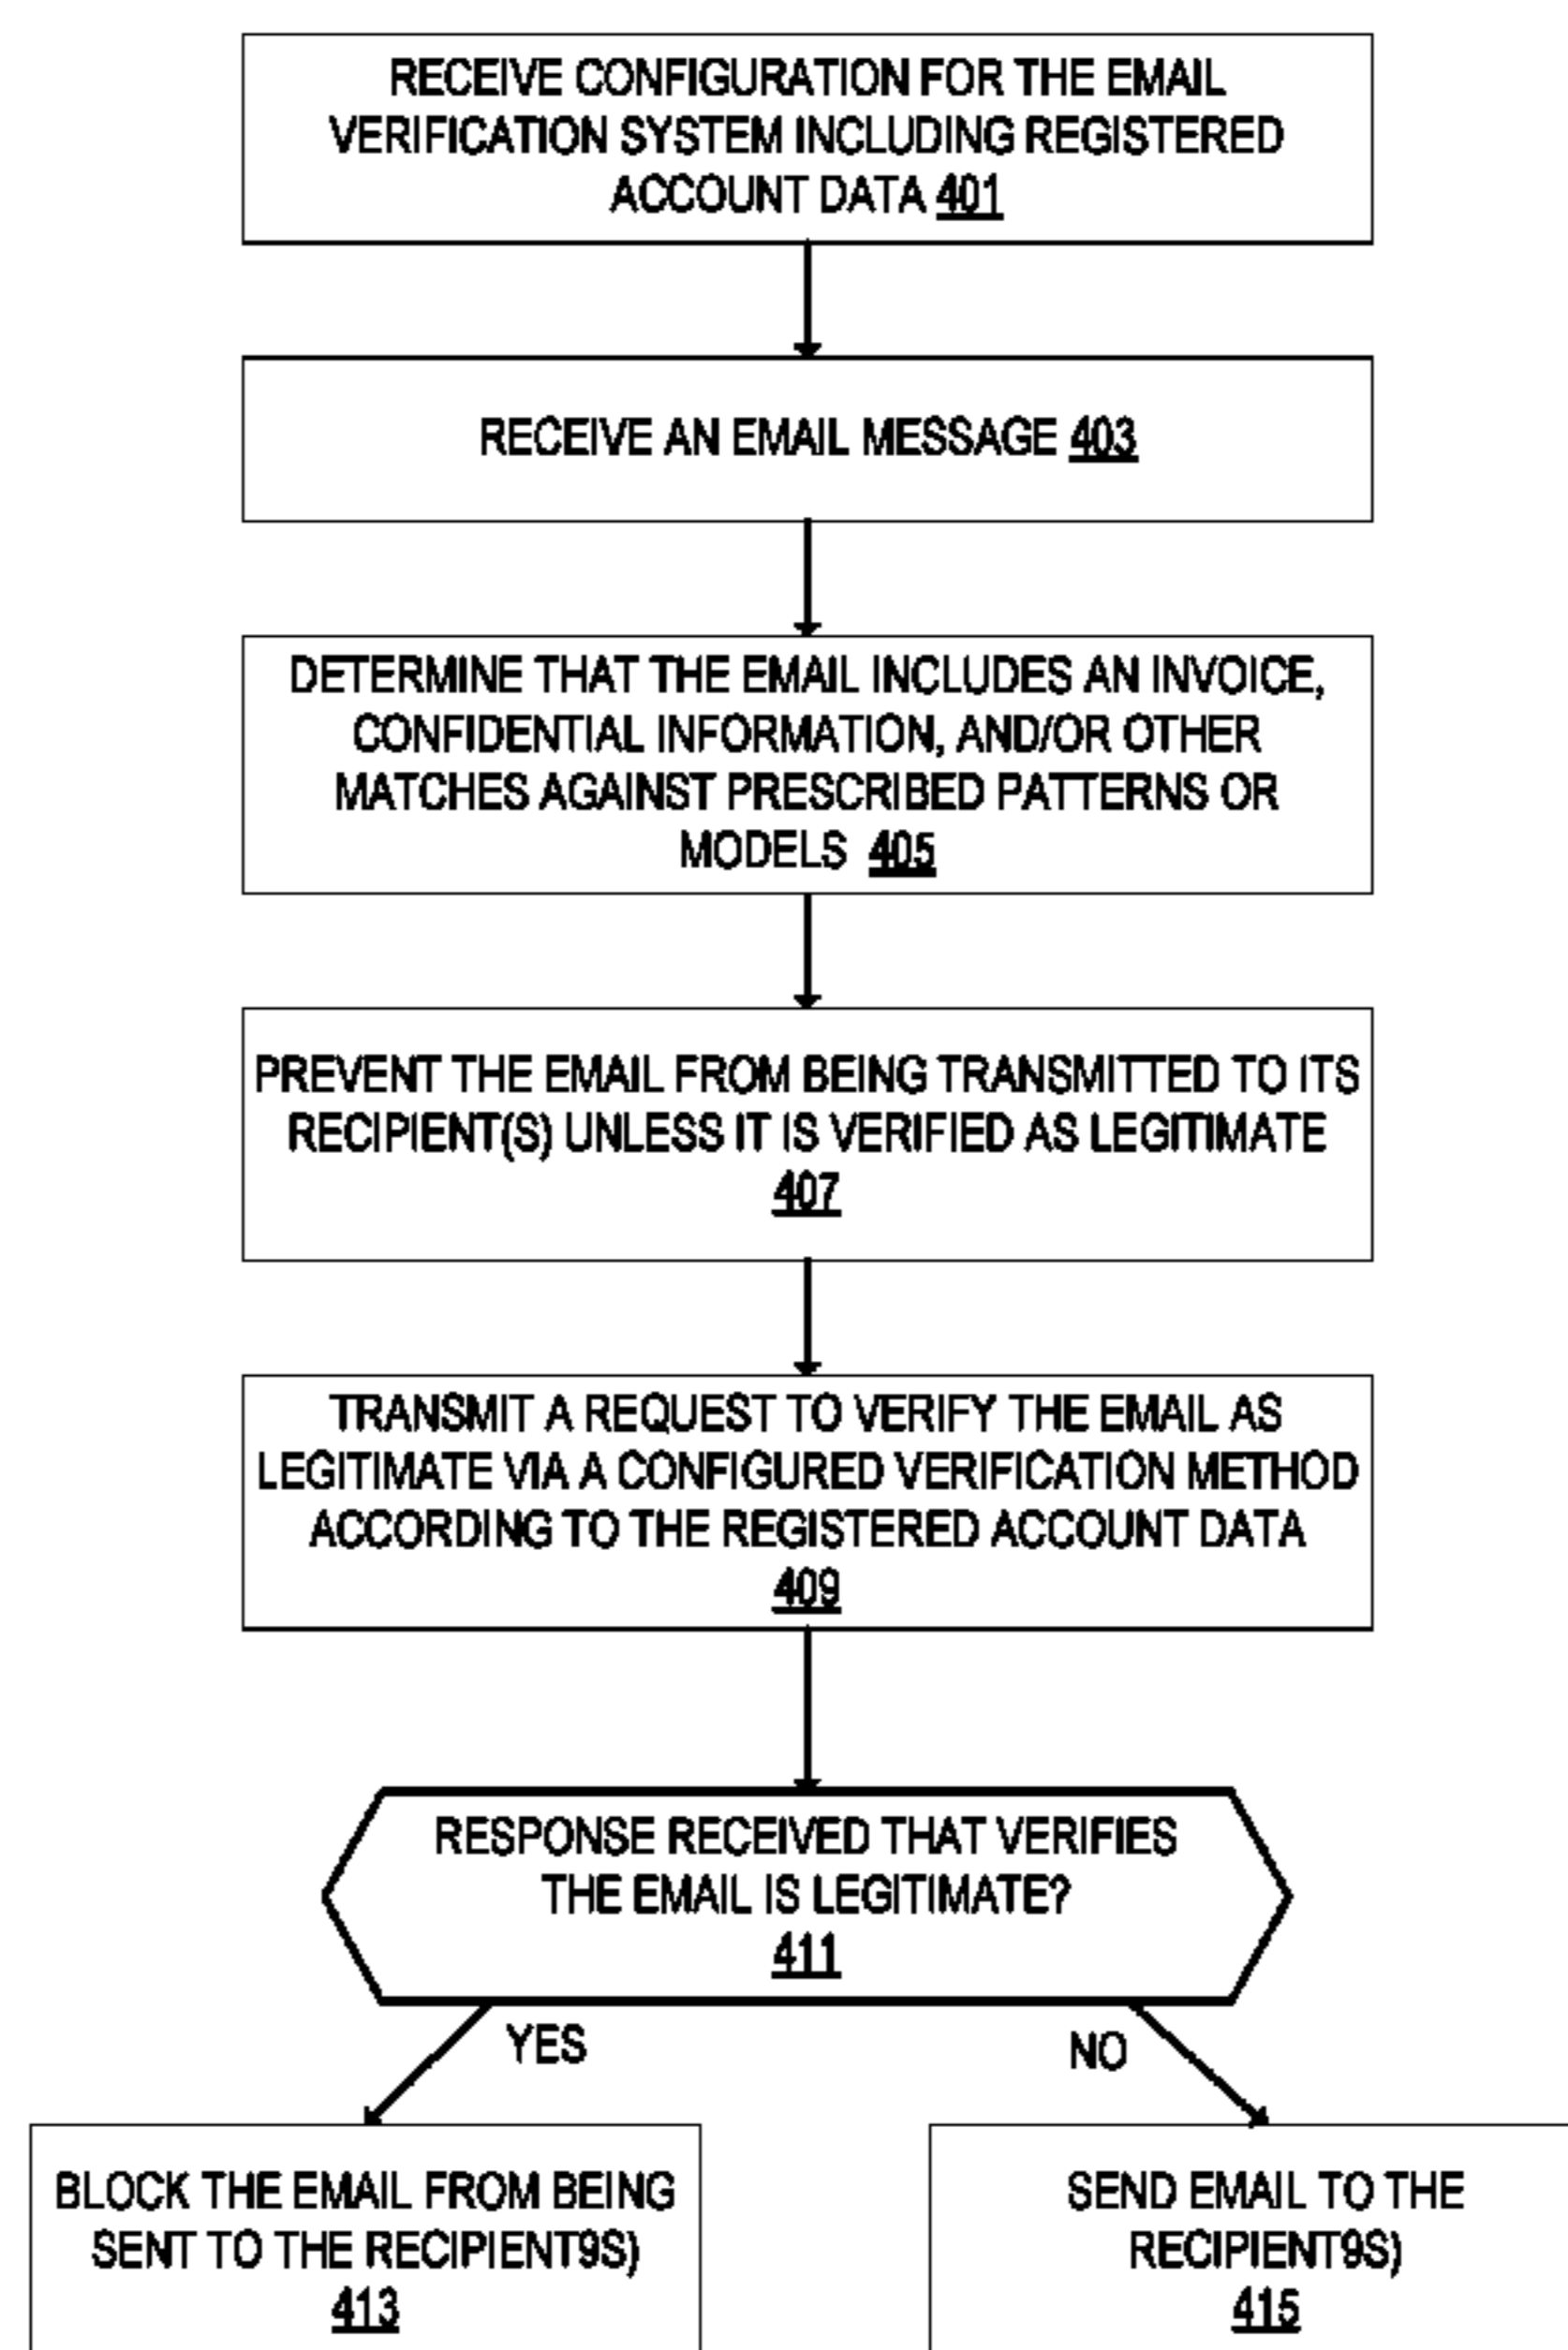 RECEIVE CONFIGURATION FOR THE EMAIL
VERIFICATION SYSTEM INCLUDING REGISTERED
ACCOUNT DATA 401
RECEIVE AN EMAIL MESSAGE 403
DETERMINE THAT THE EMAIL INCLUDES AN INVOICE,
CONFIDENTIAL INFORMATION, AND/OR OTHER
MATCHES AGAINST PRESCRIBED PATTERNS OR
MODELS 405
PREVENT THE EMAIL FROM BEING TRANSMITTED TO ITS
RECIPIENT(S) UNLESS IT IS VERIFIED AS LEGITIMATE
407
TRANSMIT A REQUEST TO VERIFY THE EMAIL AS
LEGITIMATE VIA A CONFIGURED VERIFICATION METHOD
ACCORDING TO THE REGISTERED ACCOUNT DATA
409
RESPONSE RECEIVED THAT VERIFIES
THE EMAIL IS LEGITIMATE?
411
YES
NO
BLOCK THE EMAIL FROM BEING
SENT TO THE RECIPIENT9S)
413
SEND EMAIL TO THE
RECIPIENT9S)
415